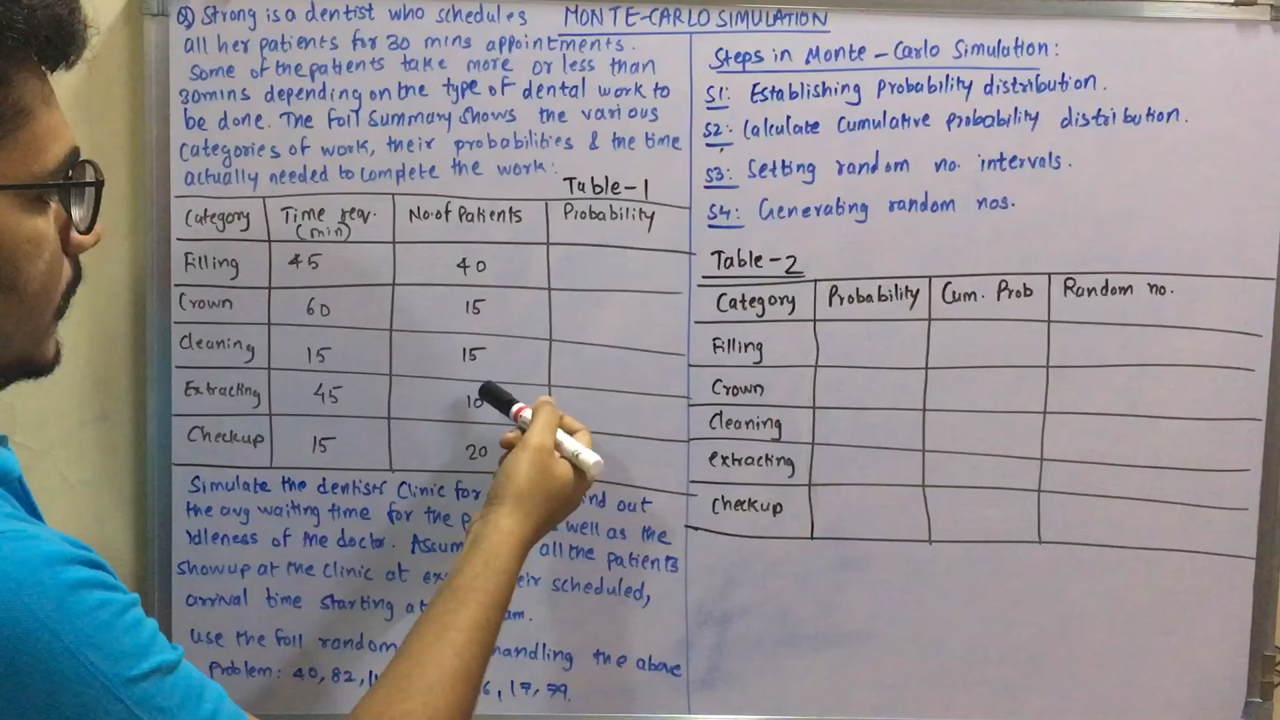 MONTE-CARLO SIMULATION
Q) Strong is a dentist who schedules
all her patients for 30 mins appointments.
Some of the patients take more or less than
30mins depending on the type of dental work to
be done. The foll summary shows the various
categories of work, their probabilities & the time
actually needed to complete the work:
Table-1
Category Time req. (min) No. of Patients Probability
Filling 45 40
Crown 60 15
Cleaning 15 15
Extracting 45 10
Checkup 15 20
Simulate the dentist's clinic for ind out
the avg waiting time for the p well as the
Idleness of the doctor. Assum all the patients
show up at the clinic at ex eir scheduled,
arrival time starting at am.
Use the foll random handling the above
Problem: 40, 82, 1 6, 17, 79.
Steps in Monte-Carlo Simulation:
S1: Establishing Probability distribution.
S2: Calculate Cumulative probability distribution.
S3: Setting random no. intervals.
S4: Generating random nos.
Table-2
Category Probability Cum. Prob Random no.
Filling
Crown
Cleaning
extracting
Checkup